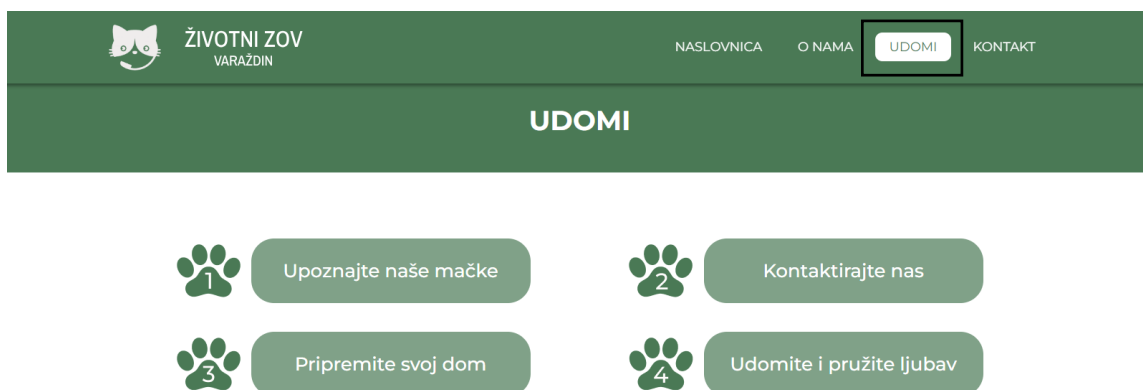 ŽIVOTNI ZOV
VARAŽDIN
NASLOVNICA O NAMA UDOMI KONTAKT
UDOMI
1 Upoznajte naše mačke
2 Kontaktirajte nas
3 Pripremite svoj dom
4 Udomite i pružite ljubav